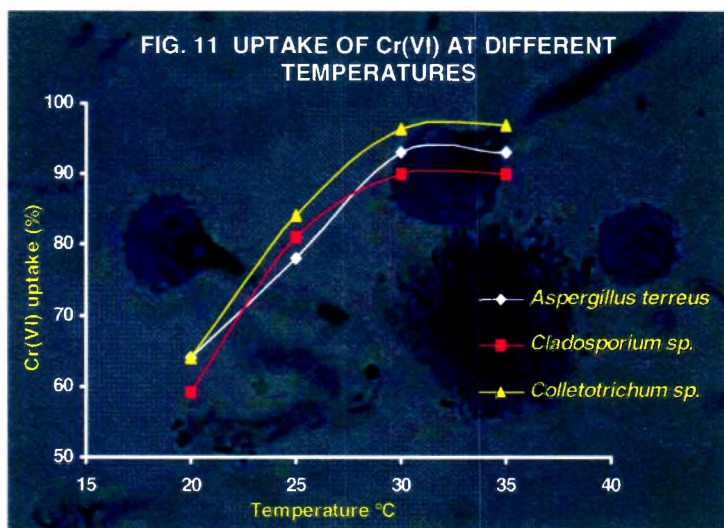 FIG. 11 UPTAKE OF Cr(VI) AT DIFFERENT
TEMPERATURES
100
90
80
70
60
50
Cr(VI) uptake (%)
15
20
25
30
35
40
Temperature °C
Aspergillus terreus
Cladosporium sp.
Colletotrichum sp.